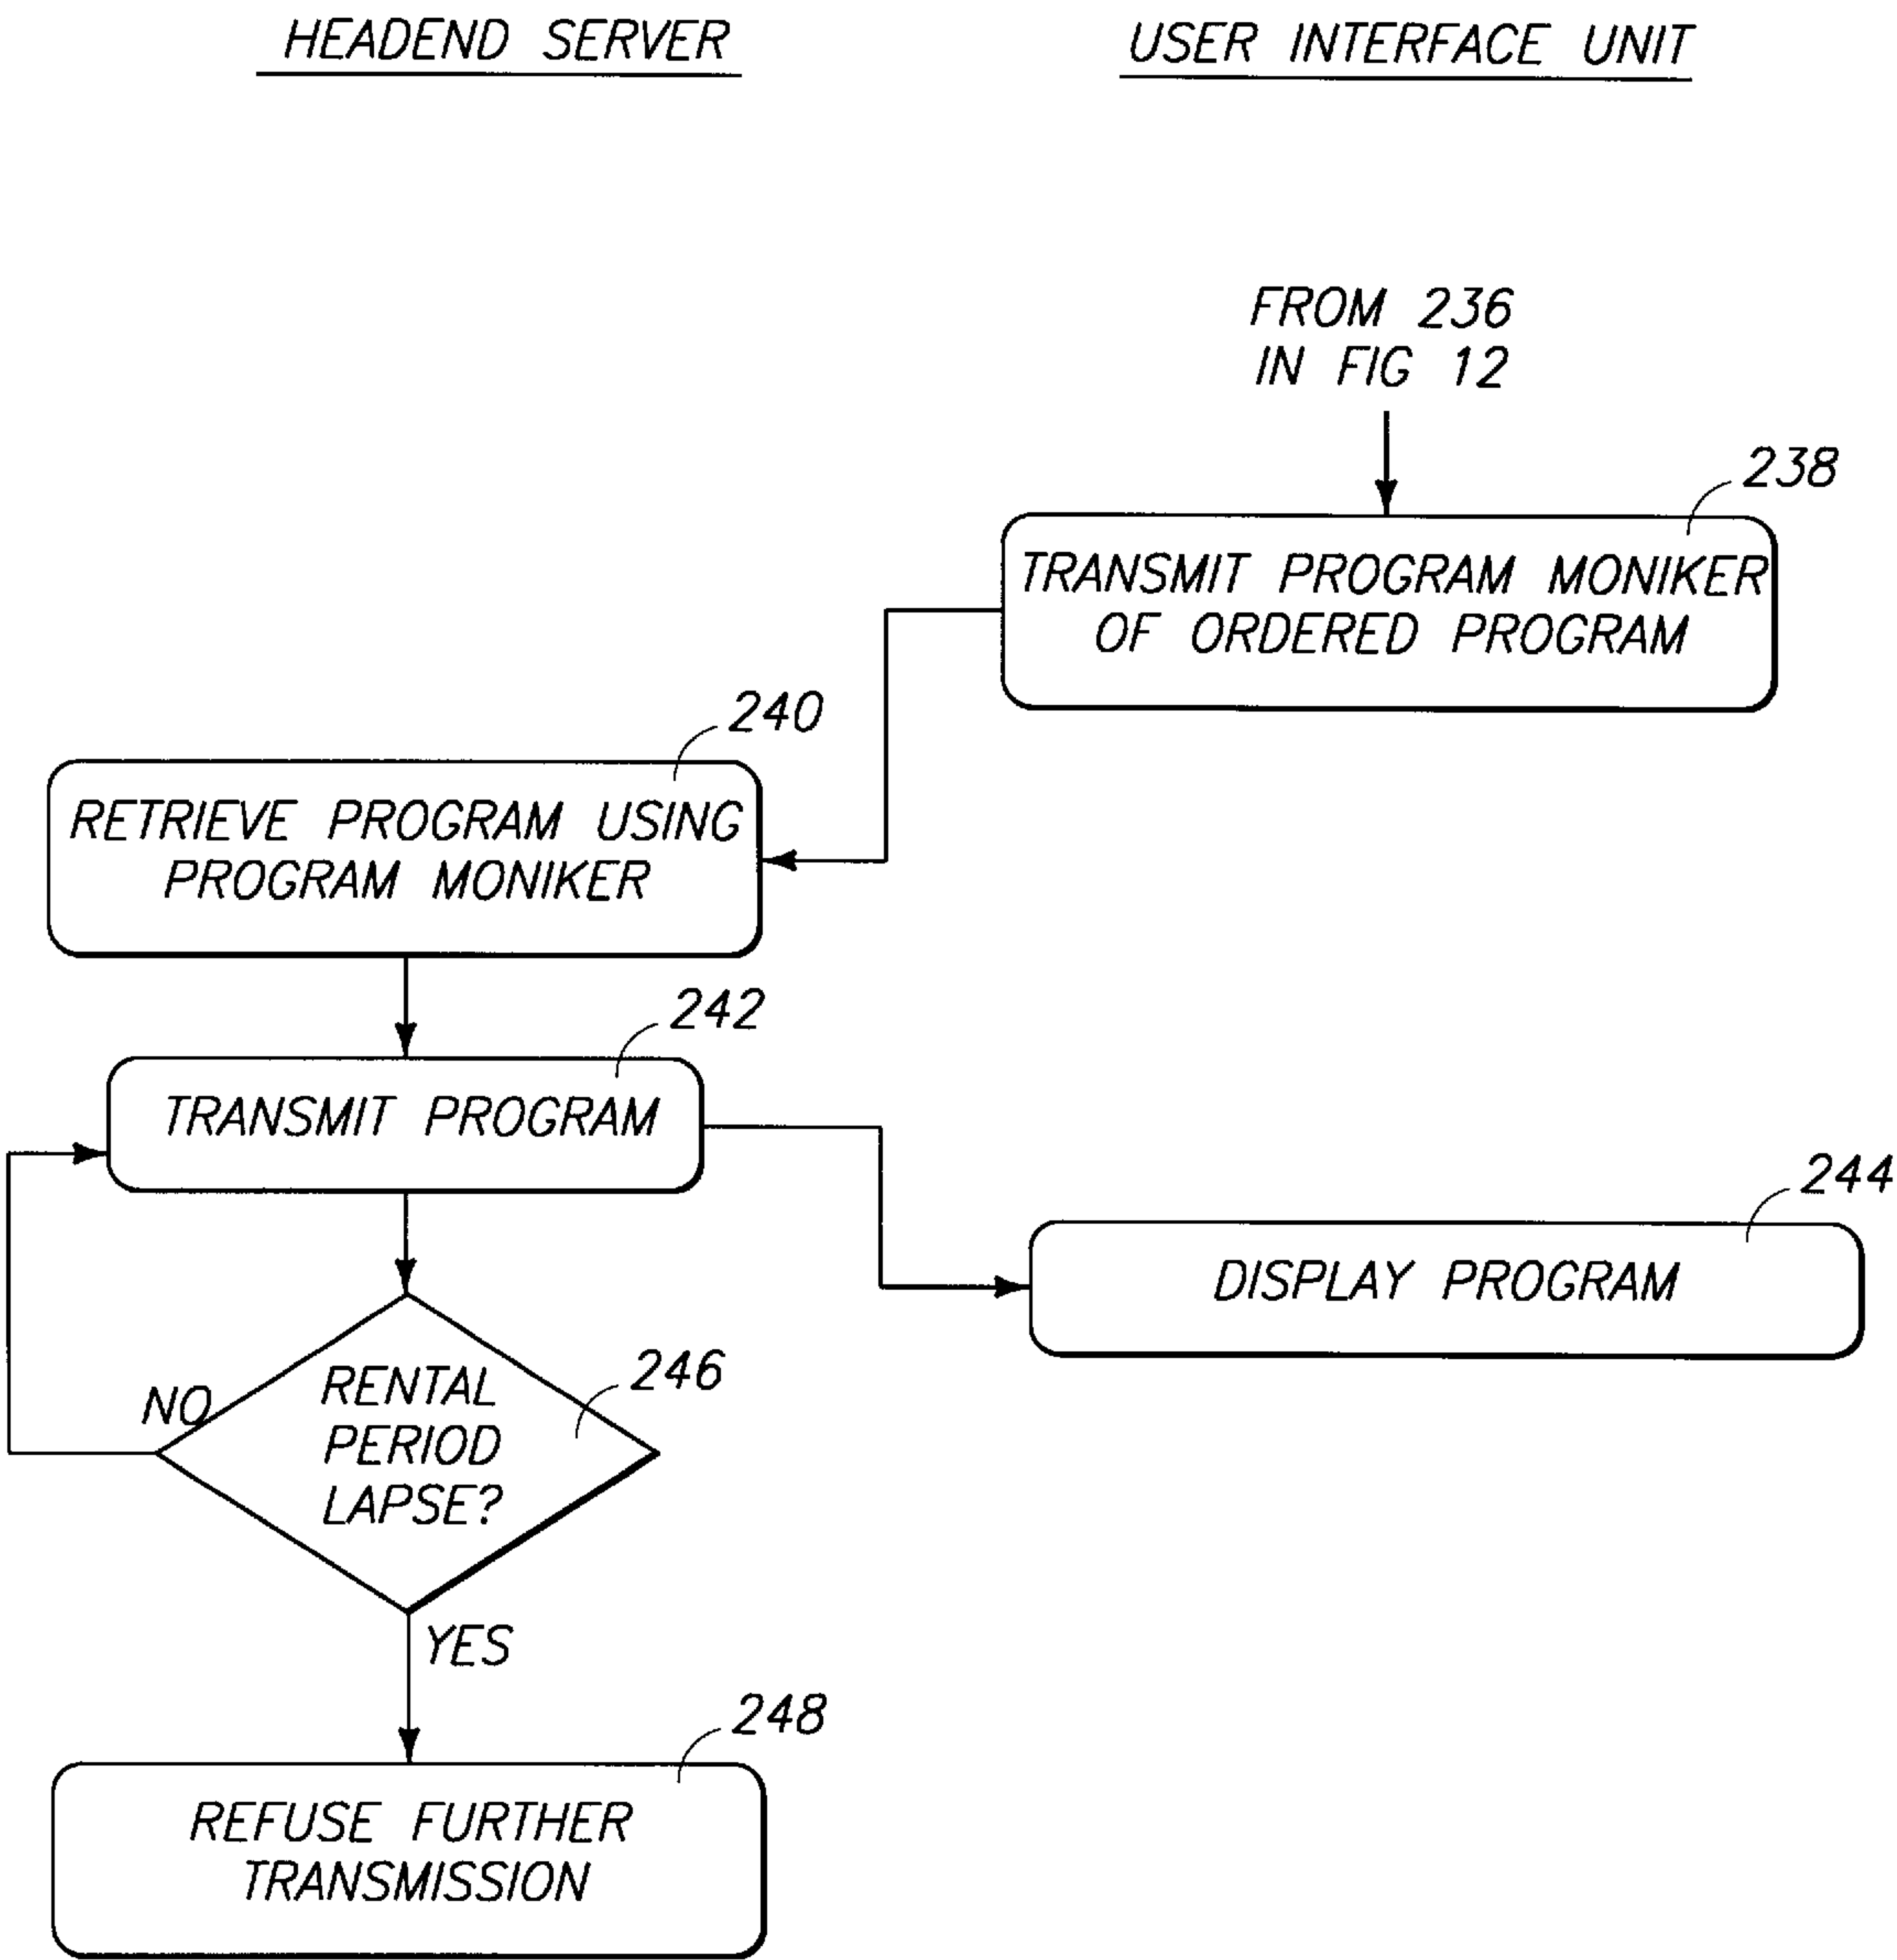 HEADEND SERVER
USER INTERFACE UNIT
FROM 236
IN FIG 12
238
TRANSMIT PROGRAM MONIKER
OF ORDERED PROGRAM
240
RETRIEVE PROGRAM USING
PROGRAM MONIKER
242
TRANSMIT PROGRAM
244
DISPLAY PROGRAM
246
RENTAL
PERIOD
LAPSE?
NO
YES
248
REFUSE FURTHER
TRANSMISSION